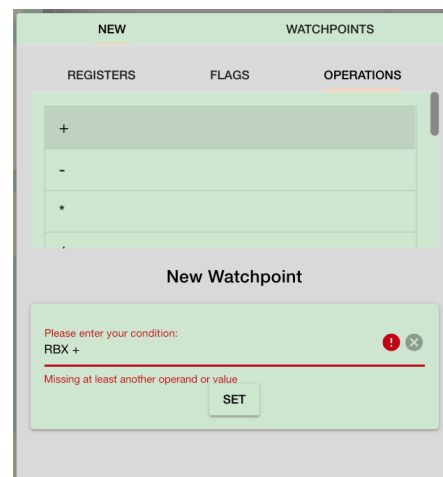 NEW WATCHPOINTS
REGISTERS FLAGS OPERATIONS
+
-
*
New Watchpoint
Please enter your condition:
RBX +
Missing at least another operand or value
SET